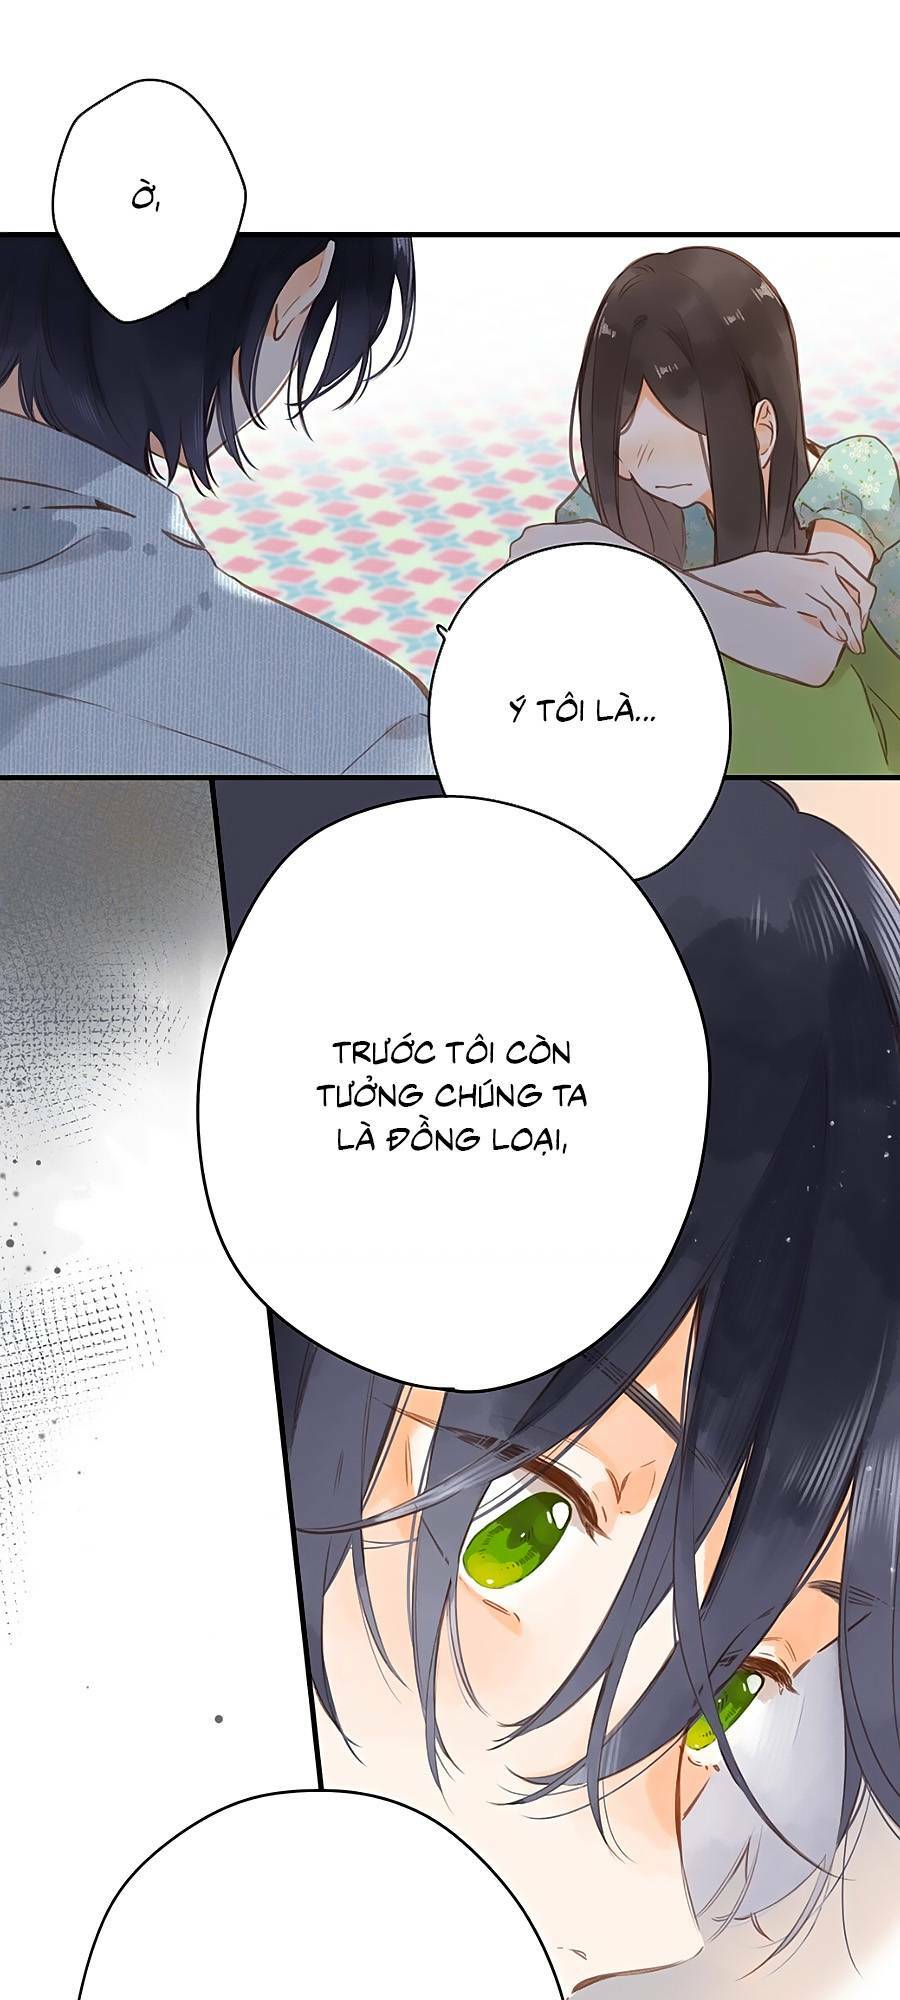 Ờ,
Ý TÔI LÀ...
TRƯỚC TÔI CÒN
TƯỞNG CHÚNG TA
LÀ ĐỒNG LOẠI,